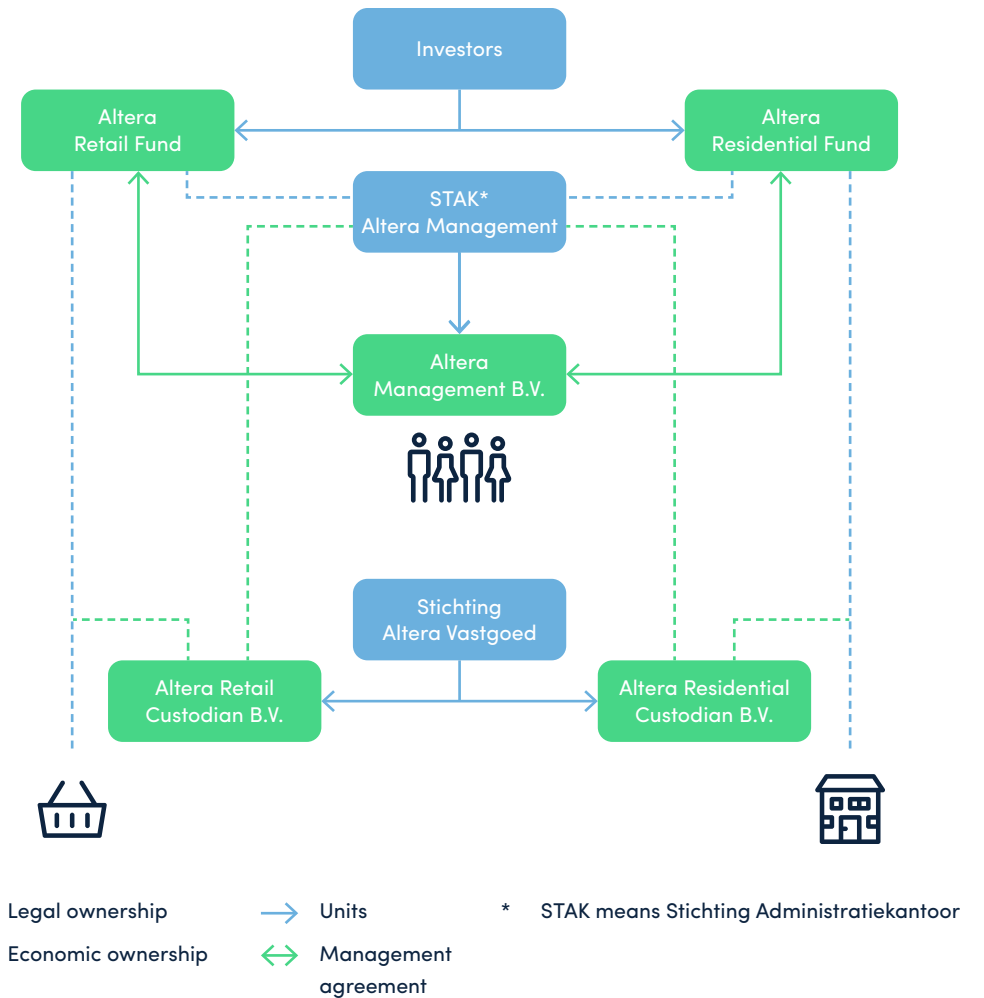 Investors
Altera
Retail Fund
Altera
Residential Fund
STAK*
Altera Management
Altera
Management B.V.
Stichting
Altera Vastgoed
Altera Retail
Custodian B.V.
Altera Residential
Custodian B.V.
Legal ownership
Units
* STAK means Stichting Administratiekantoor
Economic ownership
Management
agreement